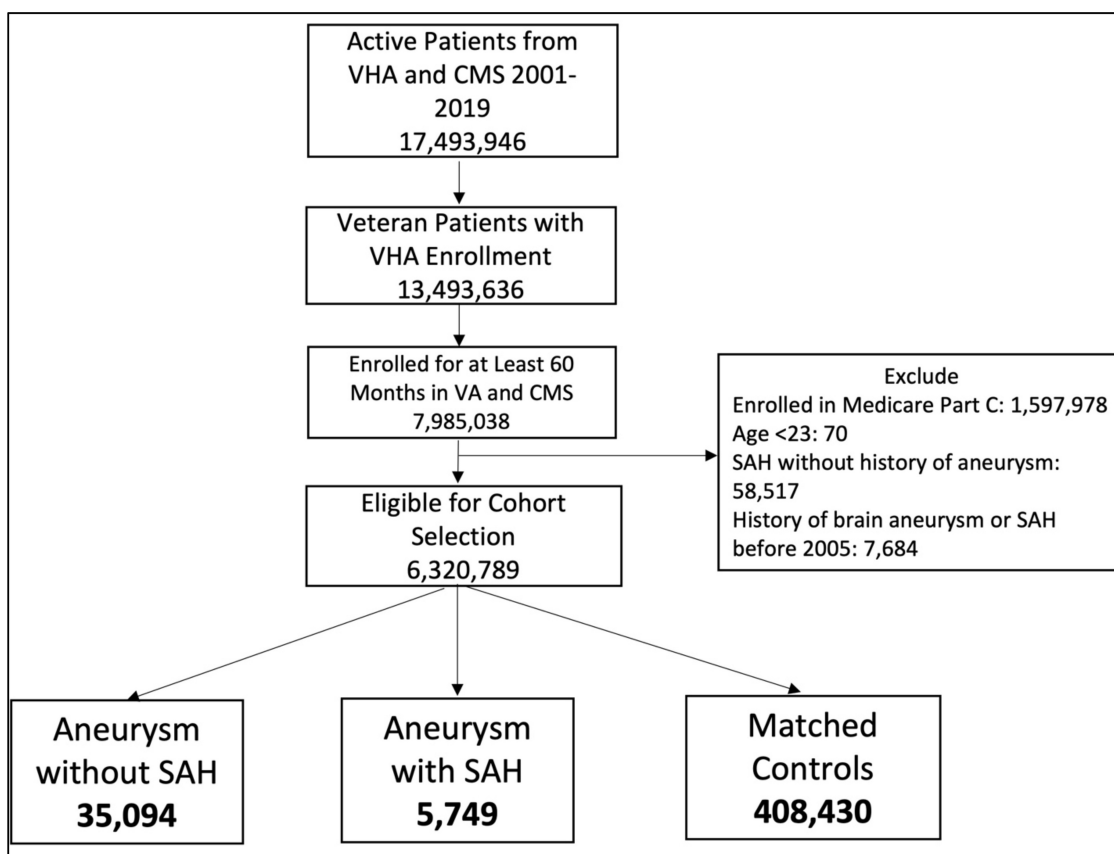 Active Patients from
VHA and CMS 2001-
2019
17,493,946
Veteran Patients with
VHA Enrollment
13,493,636
Enrolled for at Least 60
Months in VA and CMS
7,985,038
Exclude
Enrolled in Medicare Part C: 1,597,978
Age <23: 70
SAH without history of aneurysm:
58,517
History of brain aneurysm or SAH
before 2005: 7,684
Eligible for Cohort
Selection
6,320,789
Aneurysm
without SAH
35,094
Aneurysm
with SAH
5,749
Matched
Controls
408,430